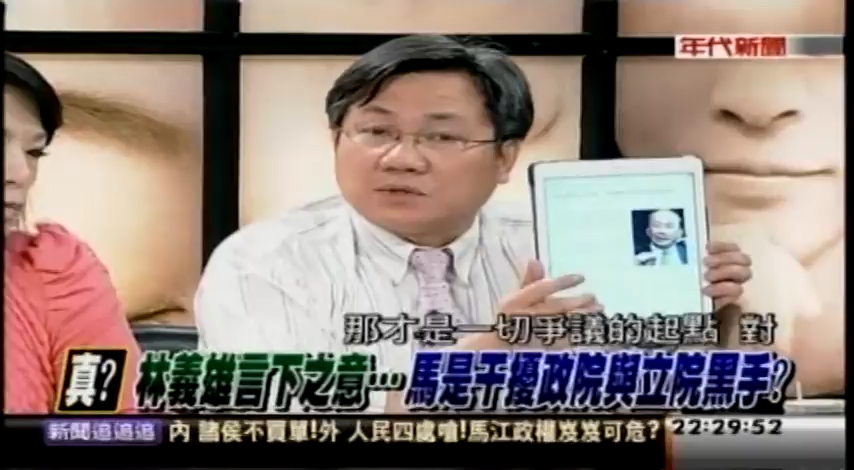 年代新聞
那才是一切爭議的起點 對
真? 林義雄言下之意…馬是干擾政院與立院黑手?
新聞追追追 內 諸侯不買單!外 人民四處嗆!馬江政權岌岌可危? 22:29:52